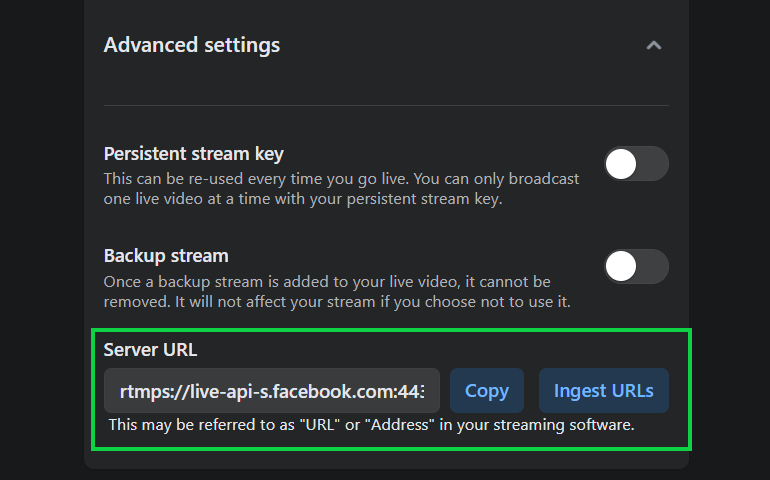 Advanced settings
Persistent stream key
This can be re-used every time you go live. You can only broadcast
one live video at a time with your persistent stream key.
Backup stream
Once a backup stream is added to your live video, it cannot be
removed. It will not affect your stream if you choose not to use it.
Server URL
rtmps://live-api-s.facebook.com:443 Copy Ingest URLs
This may be referred to as "URL" or "Address" in your streaming software.